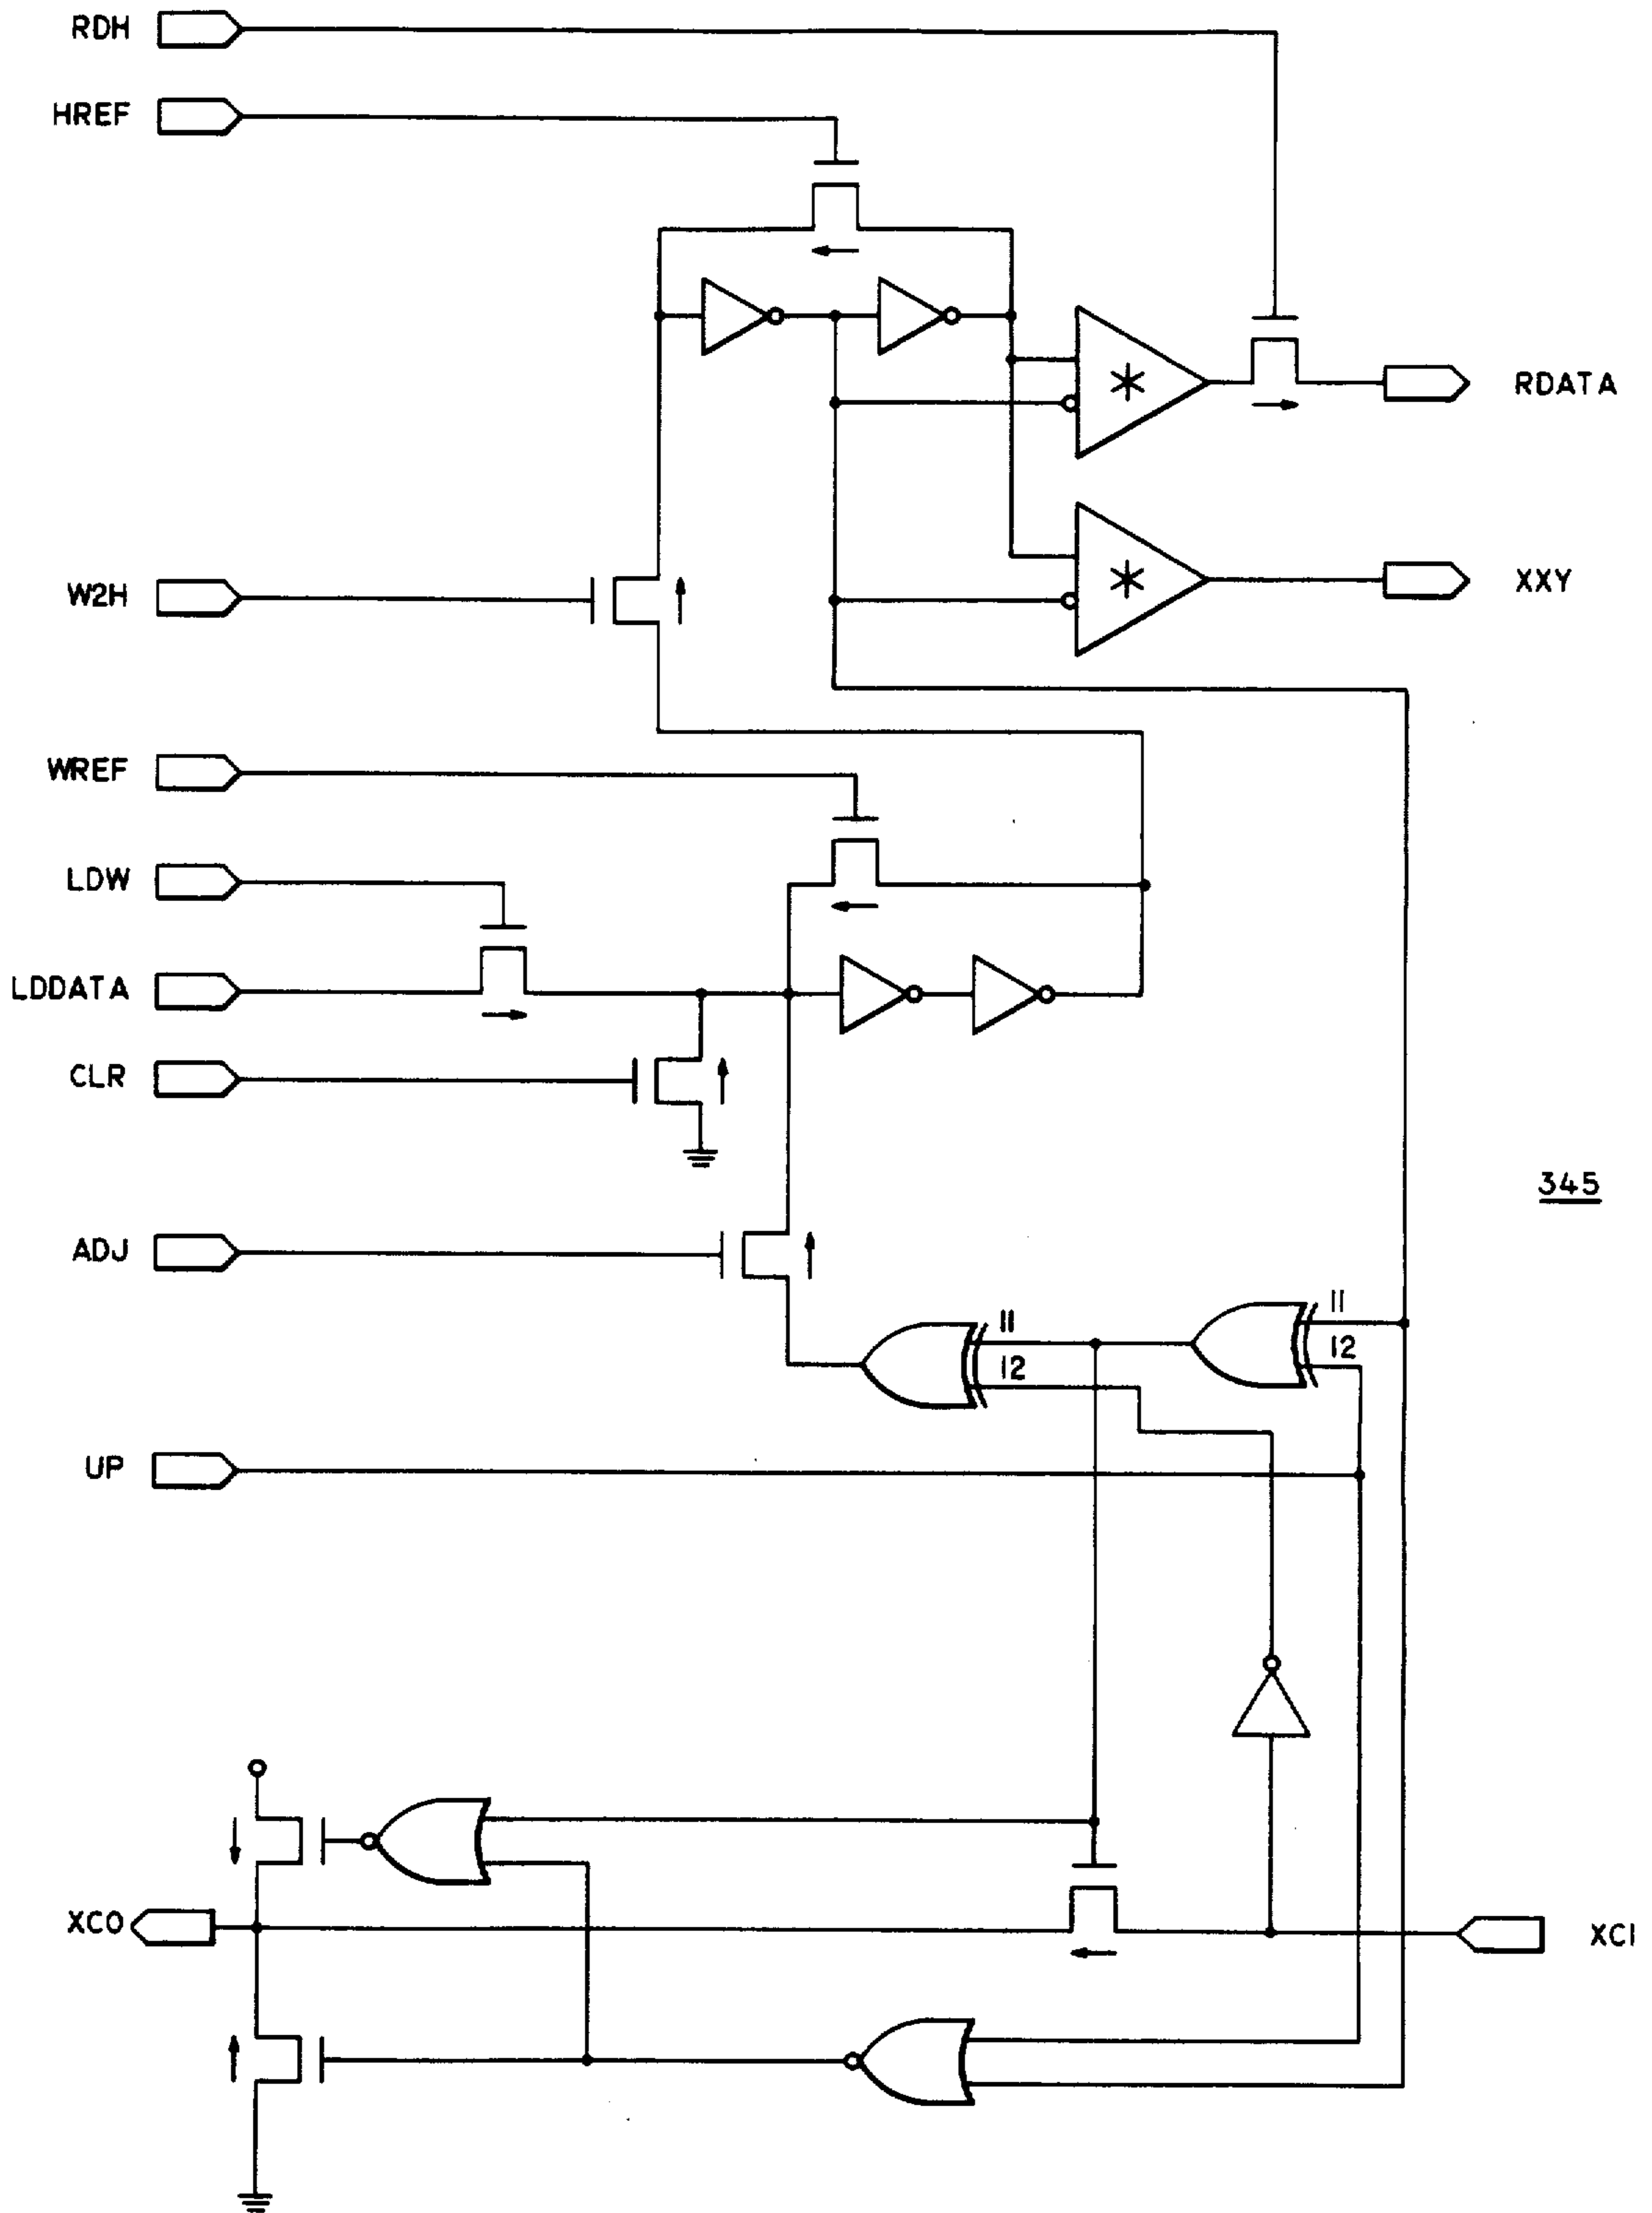 RDH
HREF
RDATA
W2H
XXY
WREF
LDW
LDDATA
CLR
345
ADJ
I1
I2
I1
I2
UP
XCO
XCI